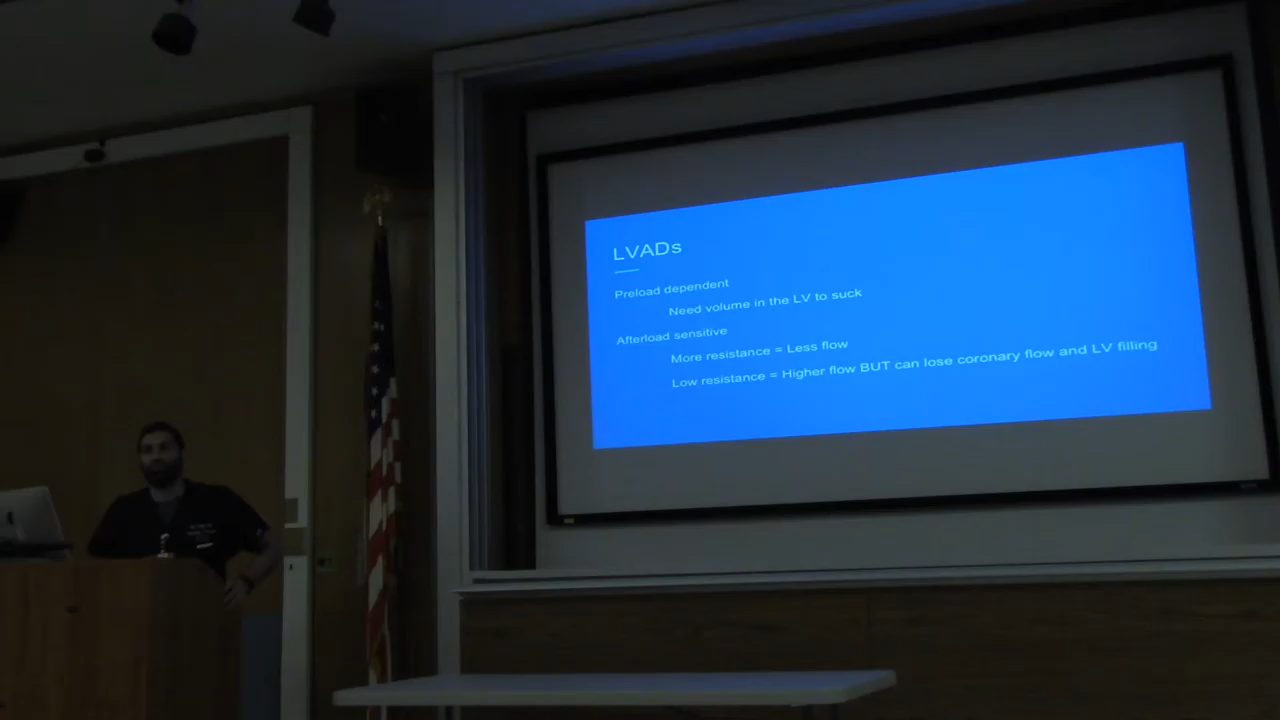 LVADs
Preload dependent
Need volume in the LV to suck
Afterload sensitive
More resistance = Less flow
Low resistance = Higher flow BUT can lose coronary flow and LV filling